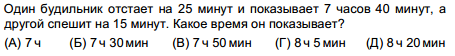 Один будильник отстает на 25 минут и показывает 7 часов 40 минут, а
другой спешит на 15 минут. Какое время он показывает?
(А) 7 ч (Б) 7 ч 30 мин (В) 7 ч 50 мин (Г) 8 ч 5 мин (Д) 8 ч 20 мин